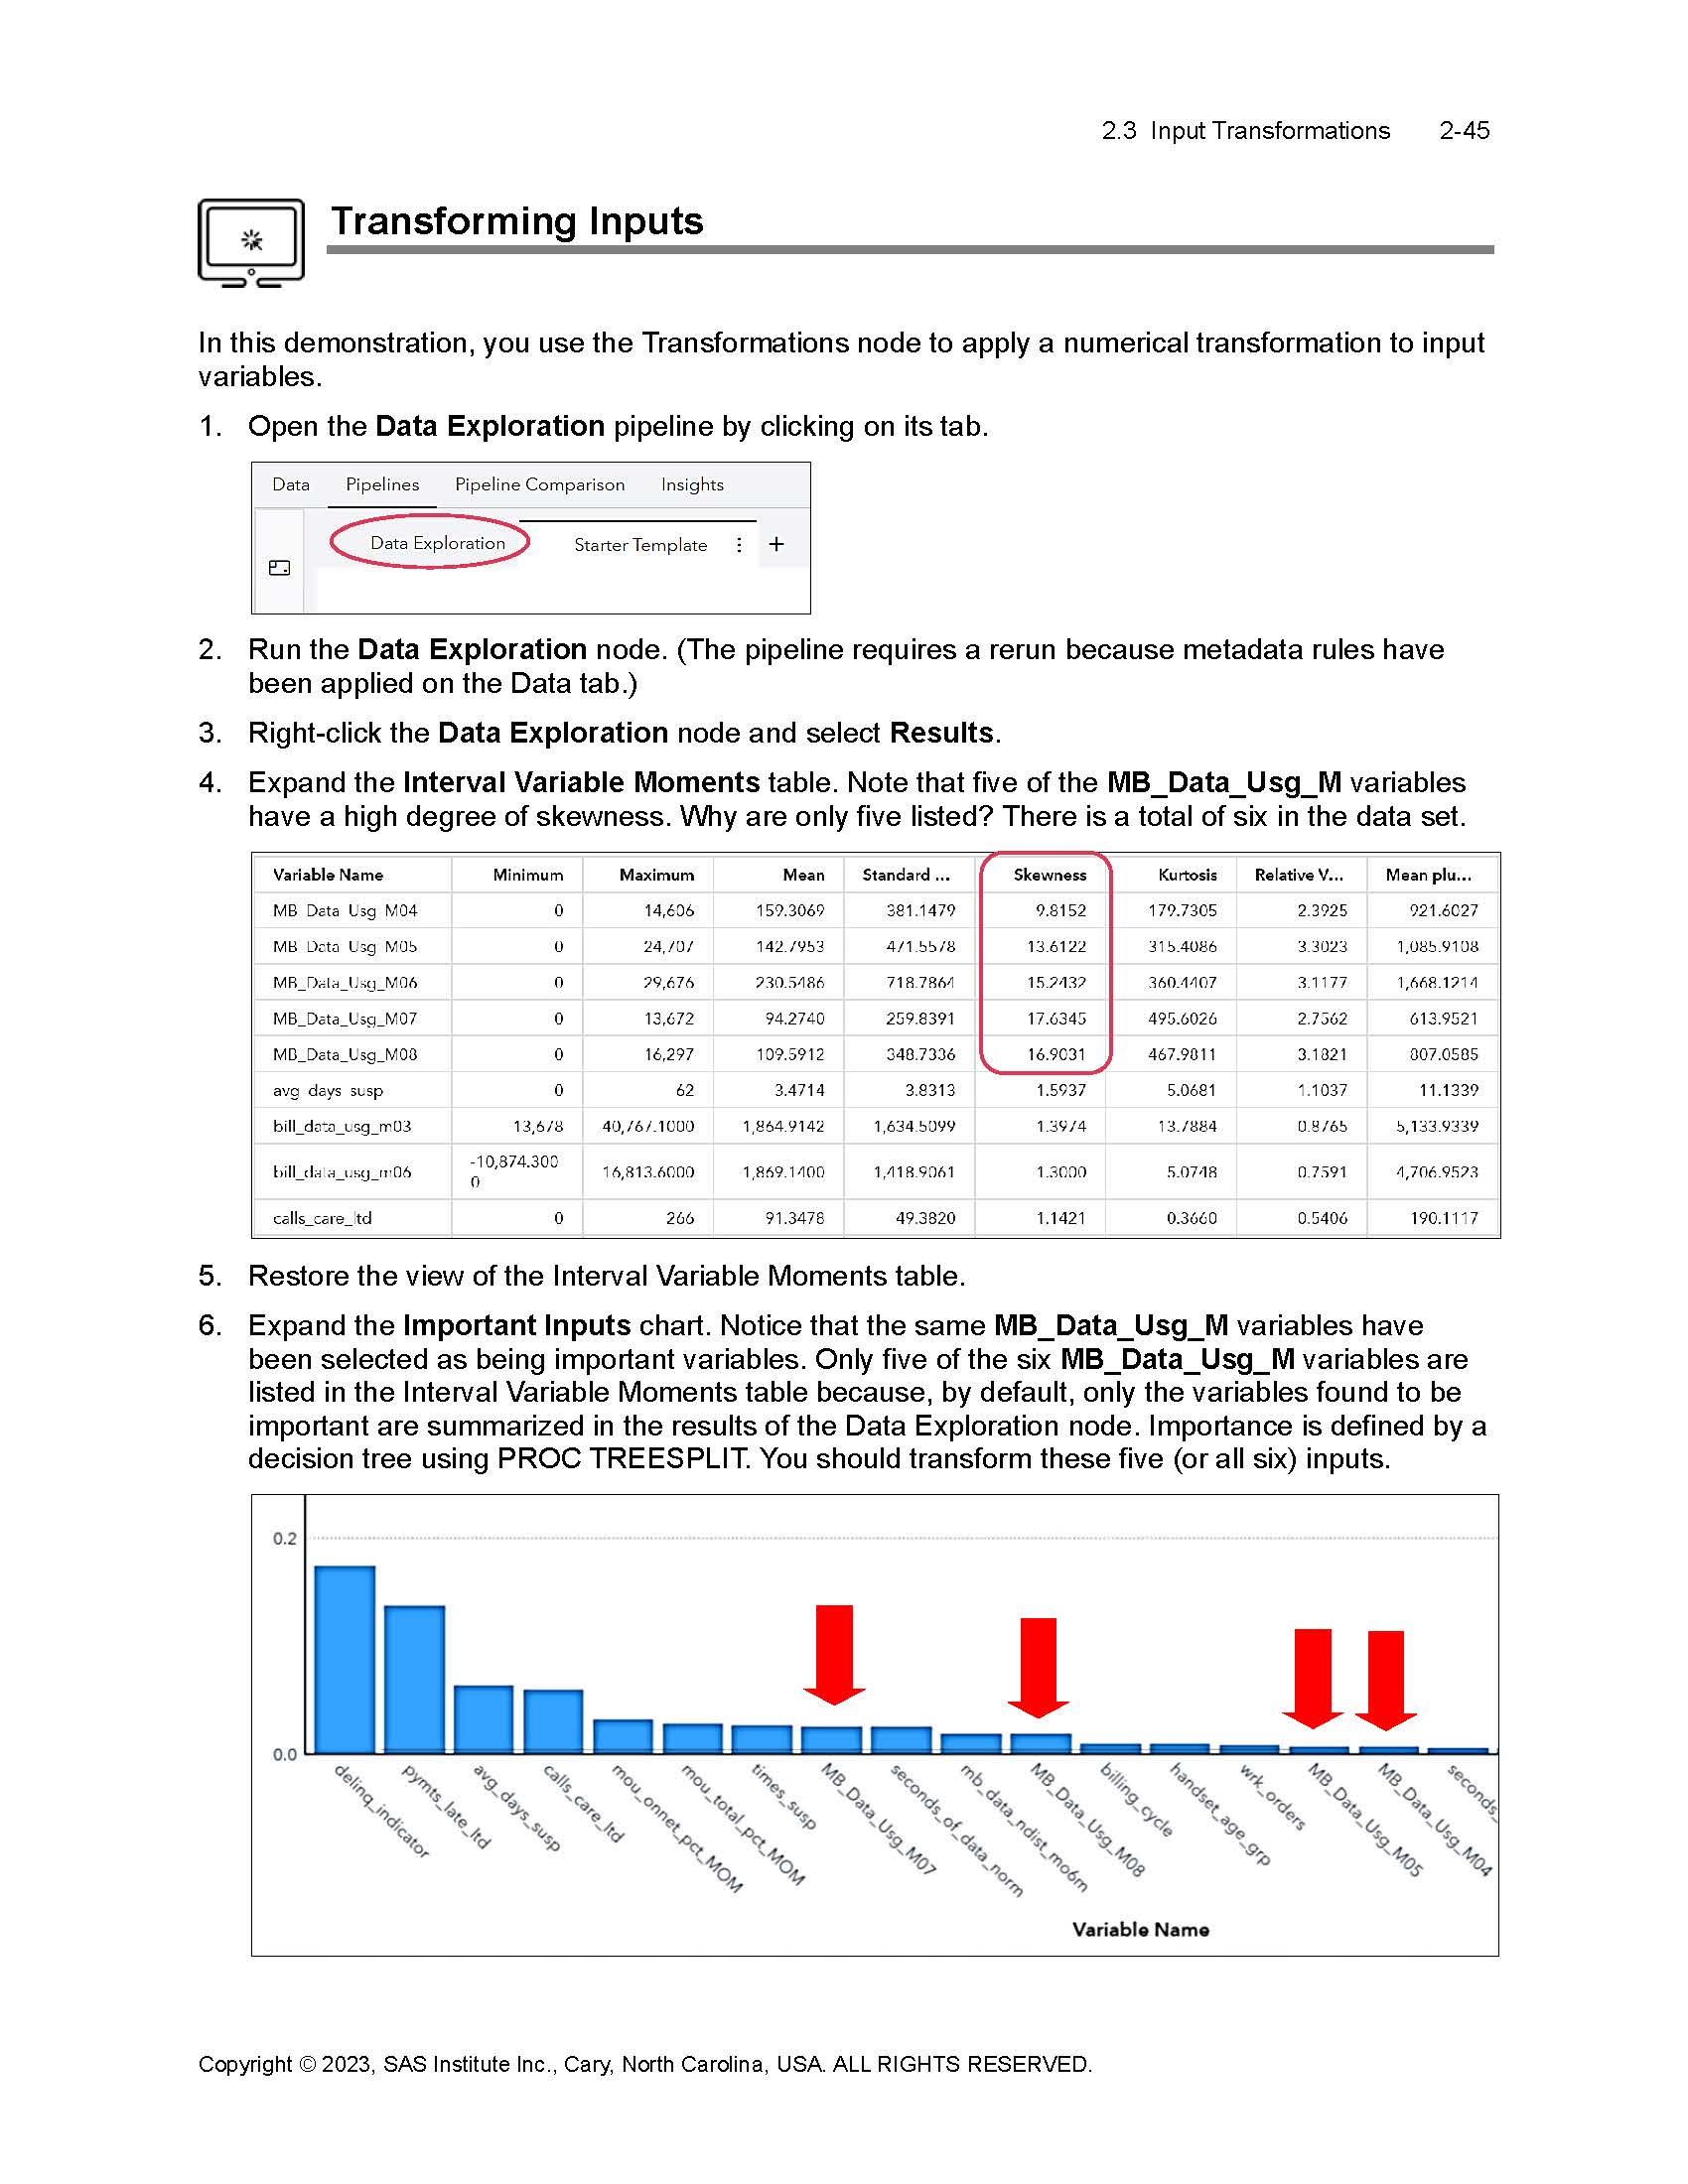 2.3 Input Transformations 2-45
Transforming Inputs
In this demonstration, you use the Transformations node to apply a numerical transformation to input
variables.
1. Open the Data Exploration pipeline by clicking on its tab.
Data Pipelines Pipeline Comparison Insights
Data Exploration Starter Template ⋮ +
2. Run the Data Exploration node. (The pipeline requires a rerun because metadata rules have
been applied on the Data tab.)
3. Right-click the Data Exploration node and select Results.
4. Expand the Interval Variable Moments table. Note that five of the MB_Data_Usg_M variables
have a high degree of skewness. Why are only five listed? There is a total of six in the data set.
Variable Name Minimum Maximum Mean Standard ... Skewness Kurtosis Relative V... Mean plu...
MB_Data_Usg_M04 0 14,606 159.3069 381.1479 9.8152 179.7305 2.3925 921.6027
MB_Data_Usg_M05 0 24,707 142.7953 471.5578 13.6122 315.4086 3.3023 1,085.9108
MB_Data_Usg_M06 0 29,676 230.5486 718.7864 15.2432 360.4407 3.1177 1,668.1214
MB_Data_Usg_M07 0 13,672 94.2740 259.8391 17.6345 495.6026 2.7562 613.9521
MB_Data_Usg_M08 0 16,297 109.5912 348.7336 16.9031 467.9811 3.1821 807.0585
avg_days_susp 0 62 3.4714 3.8313 1.5937 5.0681 1.1037 11.1339
bill_data_usg_m03 13,678 40,767.1000 1,864.9142 1,634.5099 1.3974 13.7884 0.8765 5,133.9339
bill_data_usg_m06 -10,874.300
0 16,813.6000 1,869.1400 1,418.9061 1.3000 5.0748 0.7591 4,706.9523
calls_care_ltd 0 266 91.3478 49.3820 1.1421 0.3660 0.5406 190.1117
5. Restore the view of the Interval Variable Moments table.
6. Expand the Important Inputs chart. Notice that the same MB_Data_Usg_M variables have
been selected as being important variables. Only five of the six MB_Data_Usg_M variables are
listed in the Interval Variable Moments table because, by default, only the variables found to be
important are summarized in the results of the Data Exploration node. Importance is defined by a
decision tree using PROC TREESPLIT. You should transform these five (or all six) inputs.
0.2
0.0
delinq_indicator
pymts_late_ltd
avg_days_susp
calls_care_ltd
mou_onnet_pct_MOM
mou_total_pct_MOM
times_susp
MB_Data_Usg_M07
seconds_of_data_norm
mb_data_ndist_mo6m
MB_Data_Usg_M08
billing_cycle
handset_age_grp
wrk_orders
MB_Data_Usg_M05
MB_Data_Usg_M04
seconds_
Variable Name
Copyright © 2023, SAS Institute Inc., Cary, North Carolina, USA. ALL RIGHTS RESERVED.